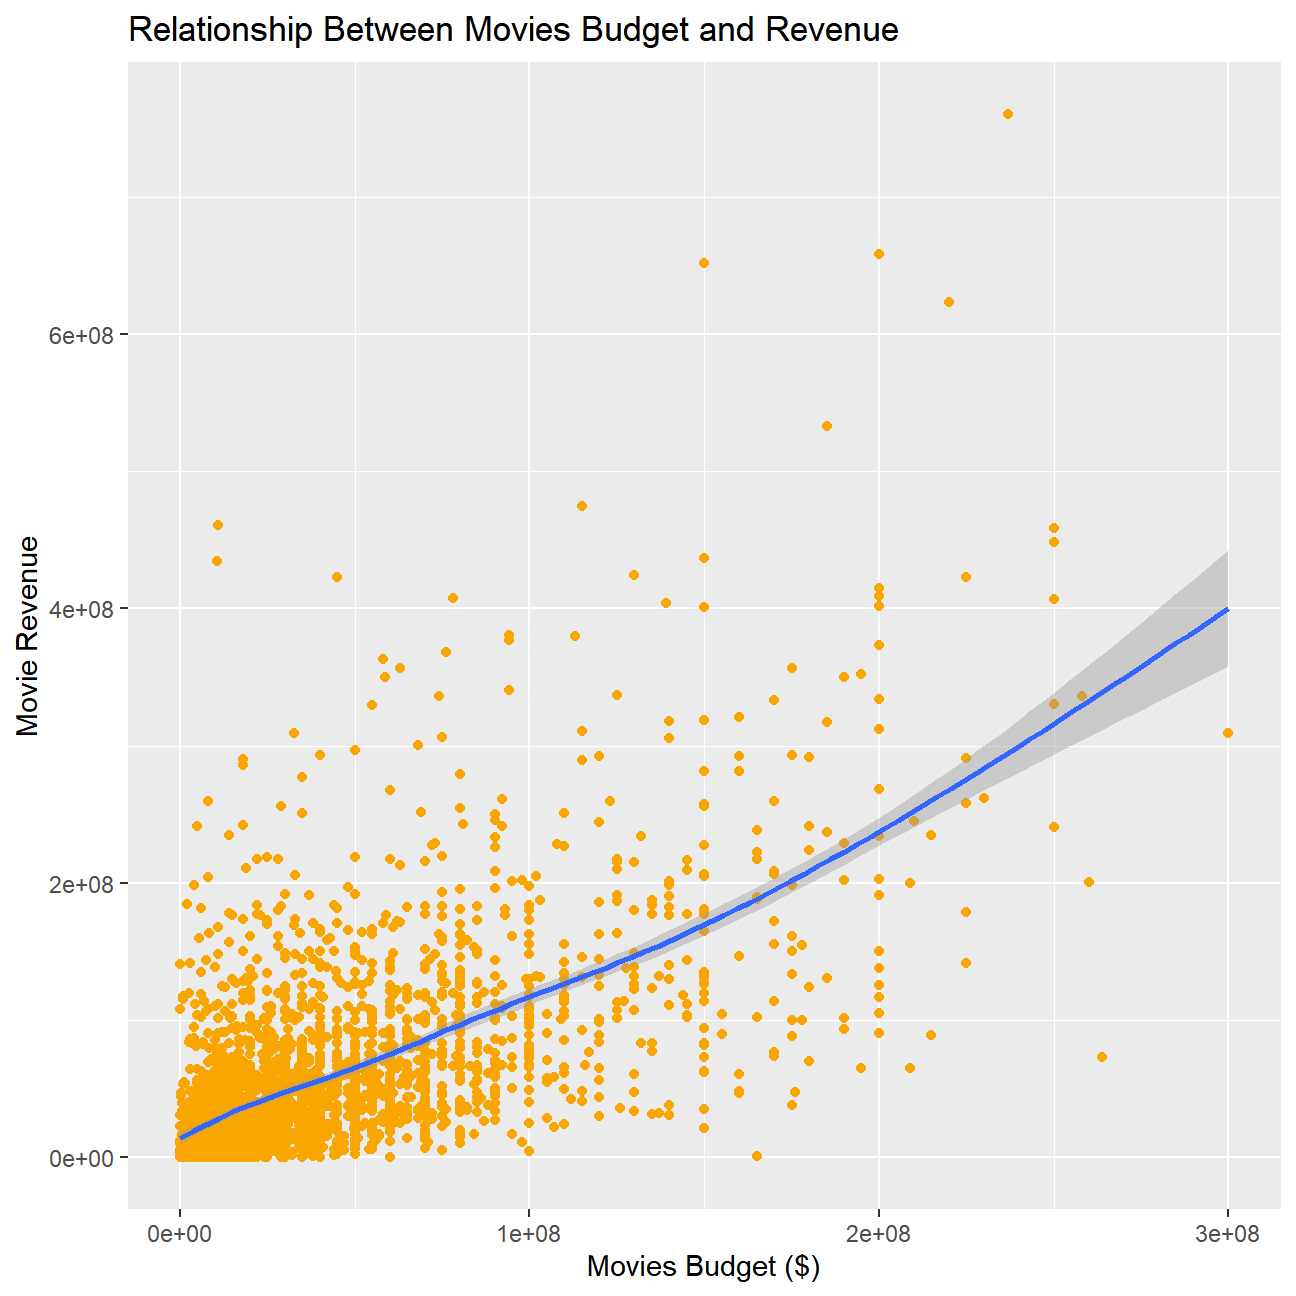 Relationship Between Movies Budget and Revenue
Movie Revenue
6e+08
4e+08
2e+08
0e+00
0e+00 1e+08 2e+08 3e+08
Movies Budget ($)